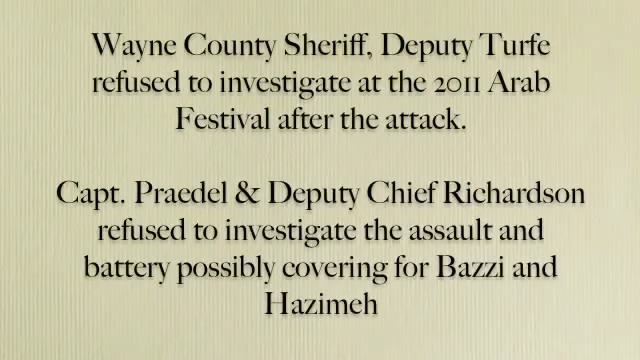 Wayne County Sheriff, Deputy Turfe
refused to investigate at the 2011 Arab
Festival after the attack.
Capt. Praedel & Deputy Chief Richardson
refused to investigate the assault and
battery possibly covering for Bazzi and
Hazimeh